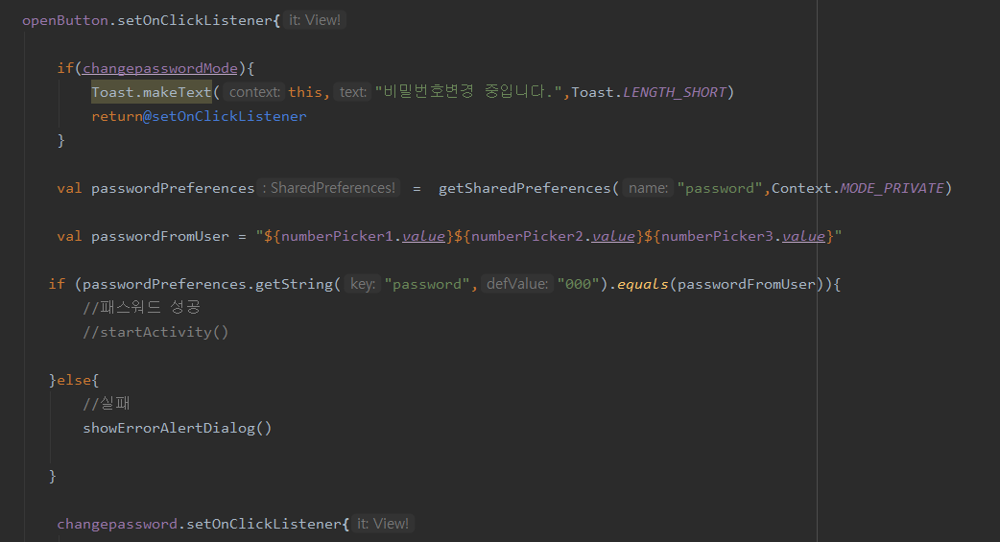 openButton.setOnClickListener{ it: View!
if(changepasswordMode){
Toast.makeText( context: this, text: "비밀번호변경 중입니다.",Toast.LENGTH_SHORT)
return@setOnClickListener
}
val passwordPreferences : SharedPreferences! = getSharedPreferences( name: "password",Context.MODE_PRIVATE)
val passwordFromUser = "${numberPicker1.value}${numberPicker2.value}${numberPicker3.value}"
if (passwordPreferences.getString( key: "password", defValue: "000").equals(passwordFromUser)){
//패스워드 성공
//startActivity()
}else{
//실패
showErrorAlertDialog()
}
changepassword.setOnClickListener{ it: View!